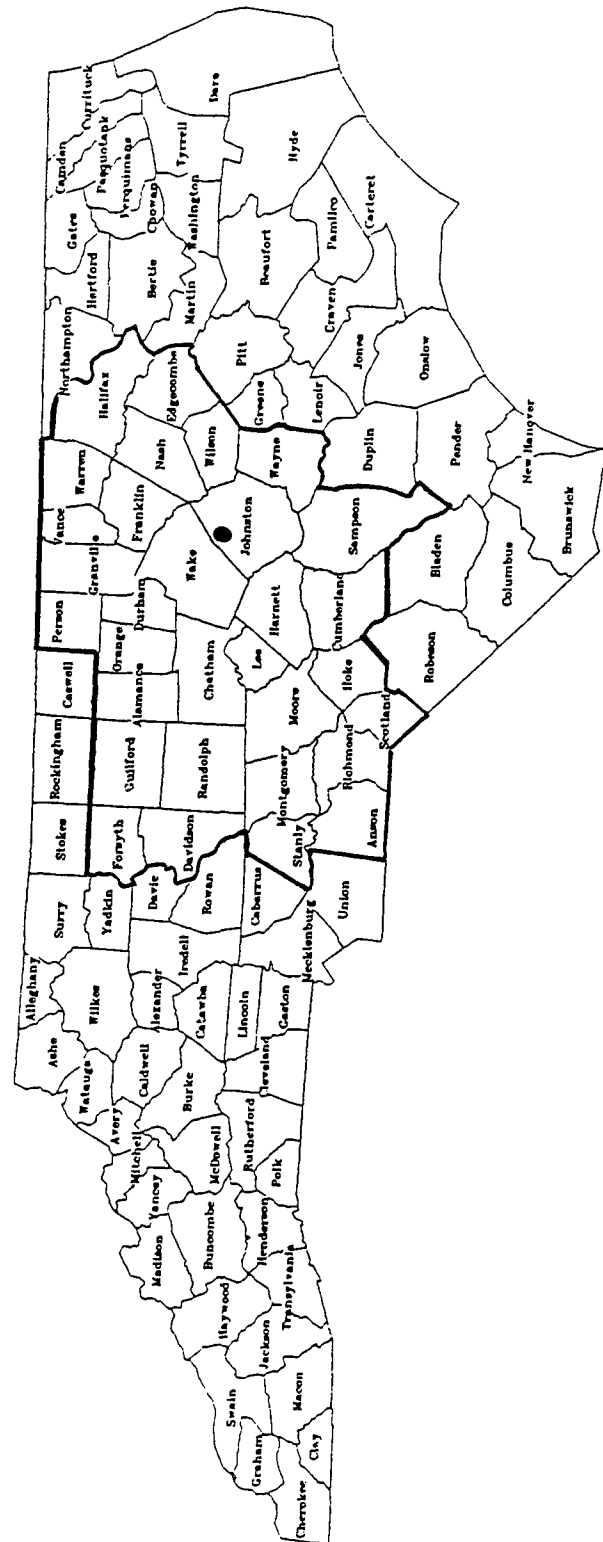 Cherokee
Graham
Clay
Swain
Macon
Jackson
Haywood
Transylvania
Madison
Buncombe
Henderson
Yancey
Mitchell
McDowell
Polk
Rutherford
Avery
Watauga
Ashe
Caldwell
Burke
Cleveland
Alleghany
Wilkes
Alexander
Catawba
Lincoln
Gaston
Iredell
Surry
Yadkin
Davie
Rowan
Cabarrus
Mecklenburg
Union
Stokes
Forsyth
Davidson
Stanly
Anson
Rockingham
Guilford
Randolph
Montgomery
Richmond
Caswell
Alamance
Chatham
Moore
Scotland
Person
Orange
Durham
Lee
Hoke
Robeson
Granville
Vance
Wake
Harnett
Cumberland
Bladen
Columbus
Brunswick
Warren
Franklin
Johnston
Sampson
Halifax
Nash
Wilson
Wayne
Duplin
Pender
New Hanover
Northampton
Edgecombe
Greene
Lenoir
Pitt
Jones
Onslow
Hertford
Bertie
Martin
Beaufort
Craven
Pamlico
Carteret
Gates
Chowan
Washington
Perquimans
Pasquotank
Camden
Currituck
Tyrrell
Hyde
Dare